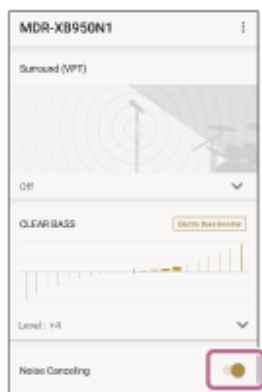 MDR-XB950N1
Surround (VPT)
Off
CLEAR BASS
Electro Bass Booster
Level: +4
Noise Canceling